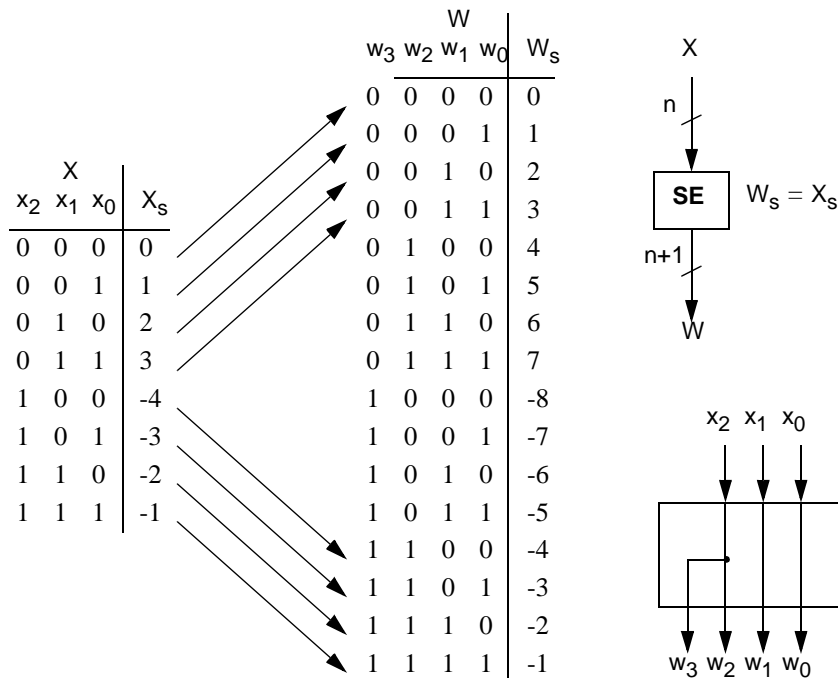 X
x2 x1 x0 Xs
0 0 0 0
0 0 1 1
0 1 0 2
0 1 1 3
1 0 0 -4
1 0 1 -3
1 1 0 -2
1 1 1 -1
W
w3 w2 w1 w0 Ws
0 0 0 0 0
0 0 0 1 1
0 0 1 0 2
0 0 1 1 3
0 1 0 0 4
0 1 0 1 5
0 1 1 0 6
0 1 1 1 7
1 0 0 0 -8
1 0 0 1 -7
1 0 1 0 -6
1 0 1 1 -5
1 1 0 0 -4
1 1 0 1 -3
1 1 1 0 -2
1 1 1 1 -1
X
n
SE Ws = Xs
n+1
W
x2 x1 x0
w3 w2 w1 w0